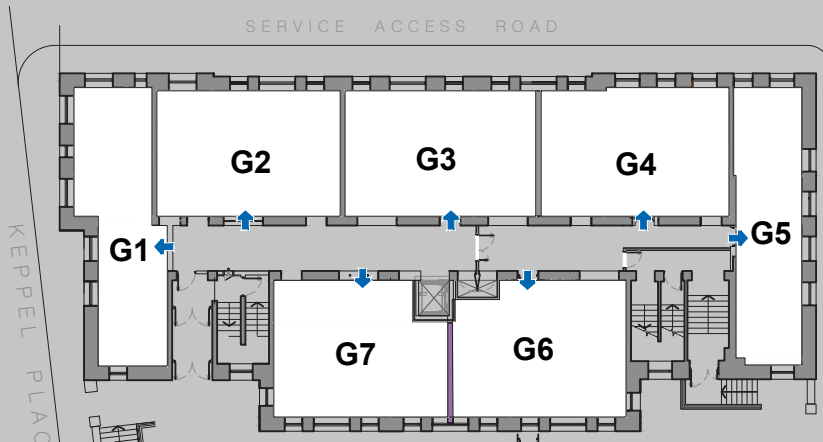 SERVICE ACCESS ROAD
G2
G3
G4
G1
G5
G7
G6
KEPPEL PLAC